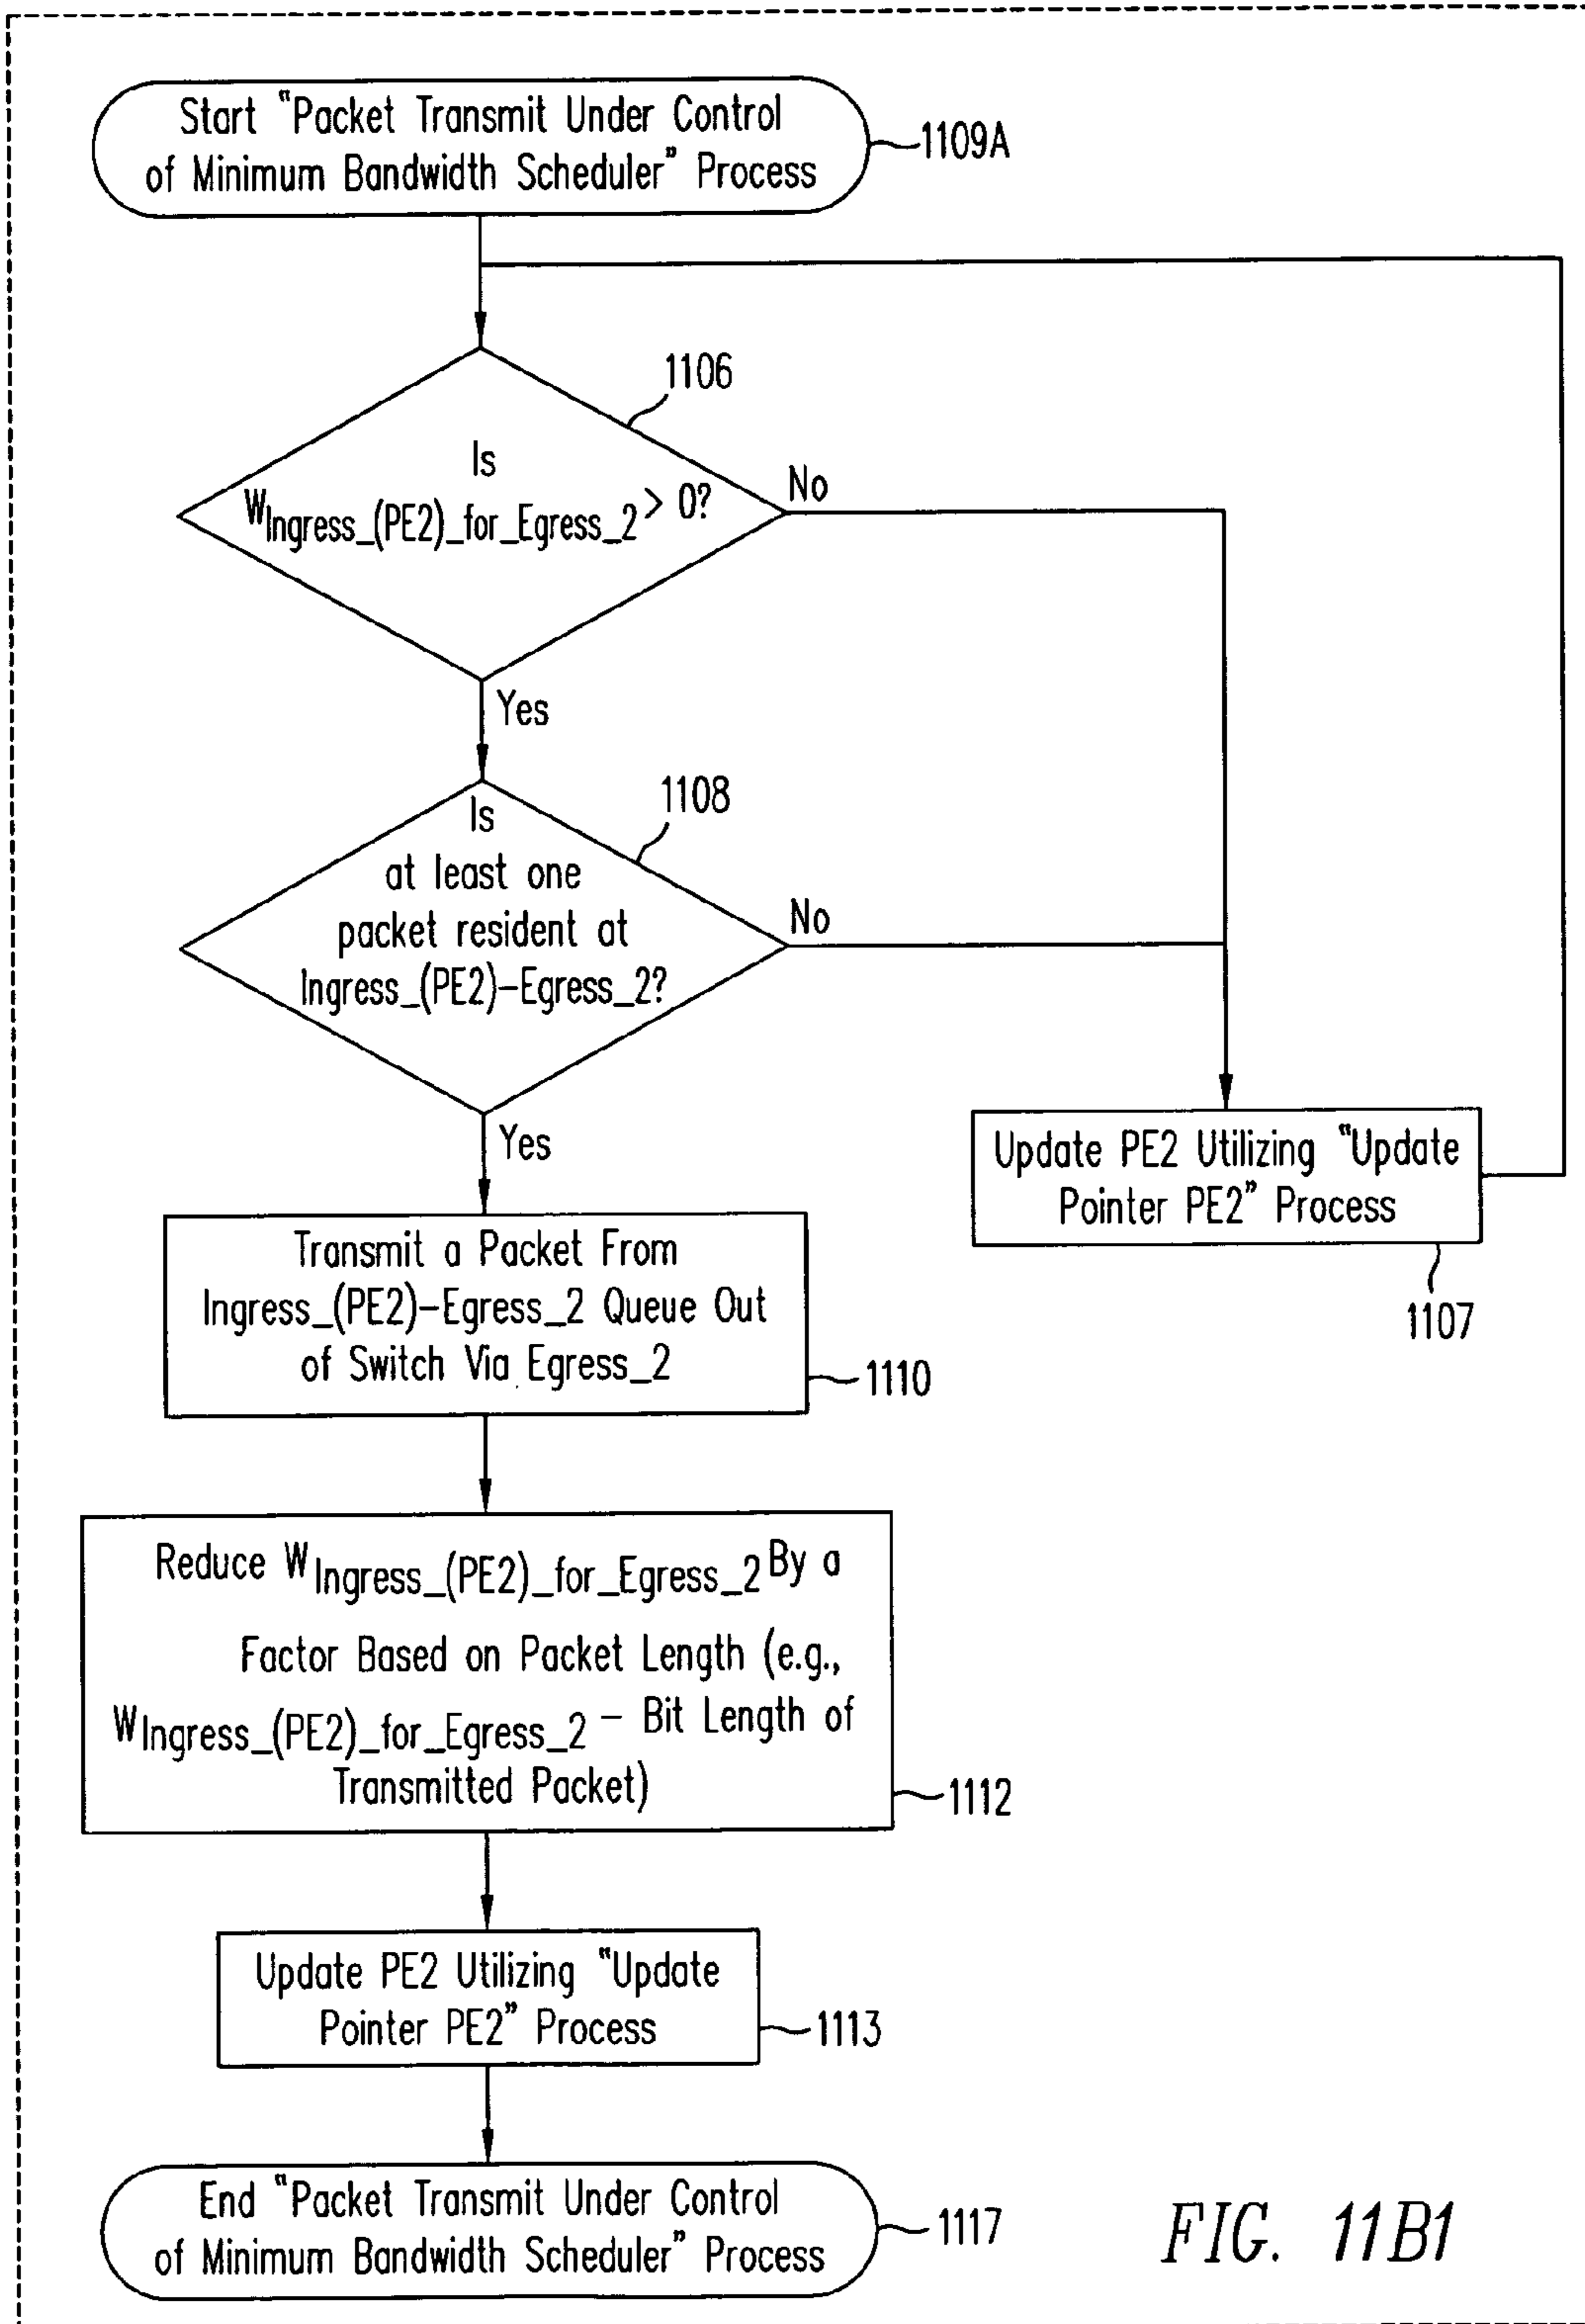 Start "Packet Transmit Under Control
of Minimum Bandwidth Scheduler" Process
1109A
1106
Is
WIngress_(PE2)_for_Egress_2 > 0?
No
Yes
1108
Is
at least one
packet resident at
Ingress_(PE2)-Egress_2?
No
Yes
Update PE2 Utilizing "Update
Pointer PE2" Process
1107
Transmit a Packet From
Ingress_(PE2)-Egress_2 Queue Out
of Switch Via Egress_2
1110
Reduce WIngress_(PE2)_for_Egress_2 By a
Factor Based on Packet Length (e.g.,
WIngress_(PE2)_for_Egress_2 - Bit Length of
Transmitted Packet)
1112
Update PE2 Utilizing "Update
Pointer PE2" Process
1113
End "Packet Transmit Under Control
of Minimum Bandwidth Scheduler" Process
1117
FIG. 11B1